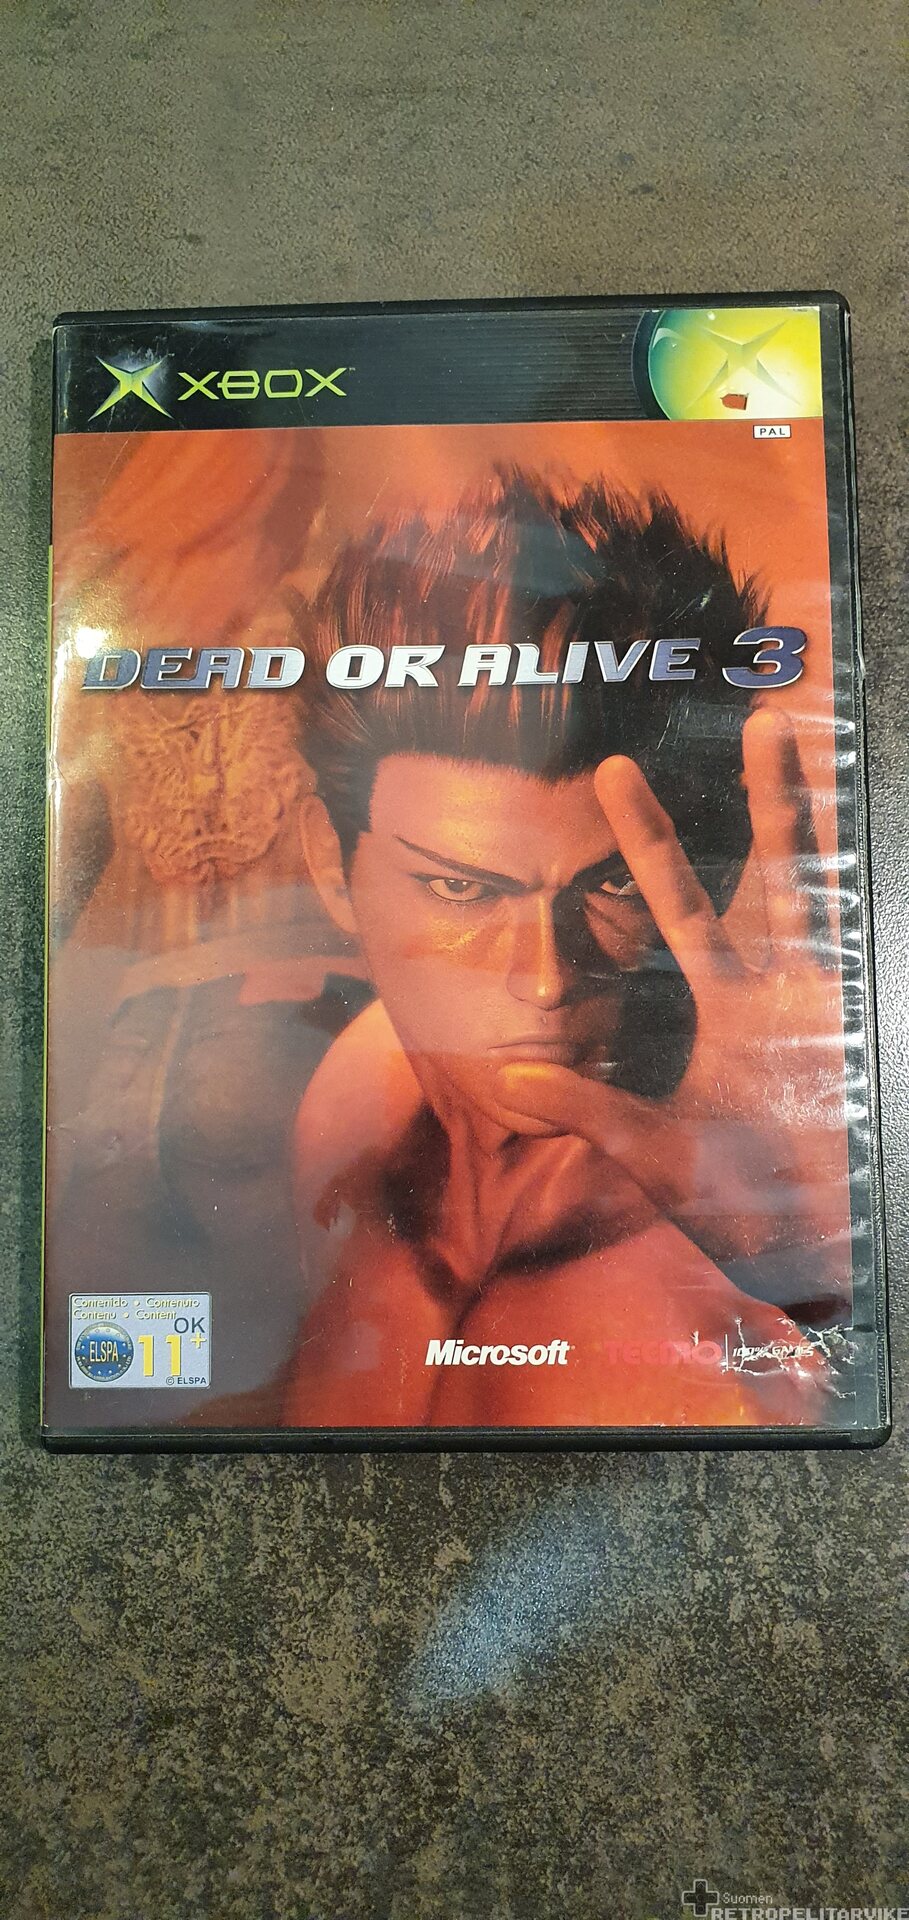 XBOX
PAL
DEAD OR ALIVE 3
Contenido • Contenuto
Contenu • Content
OK
ELSPA
11+
© ELSPA
Microsoft
TECMO
100% GAMES
Suomen
RETROPELITARVIKE